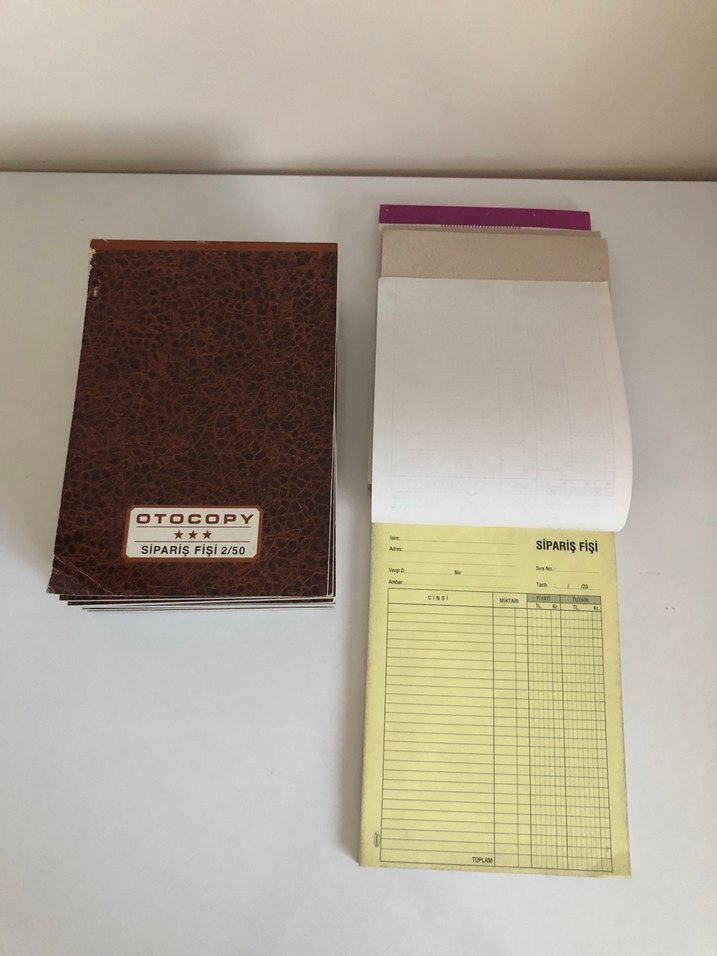 OTOCOPY
★★★
SİPARİŞ FİŞİ 2/50
İsim:
Adres:
SİPARİŞ FİŞİ
Vergi D.: No:
Sıra No.:
Ambar:
Tarih : / /20
CİNSİ MİKTARI FİYATI TUTARI
TL. Kr. TL. Kr.
TOPLAM